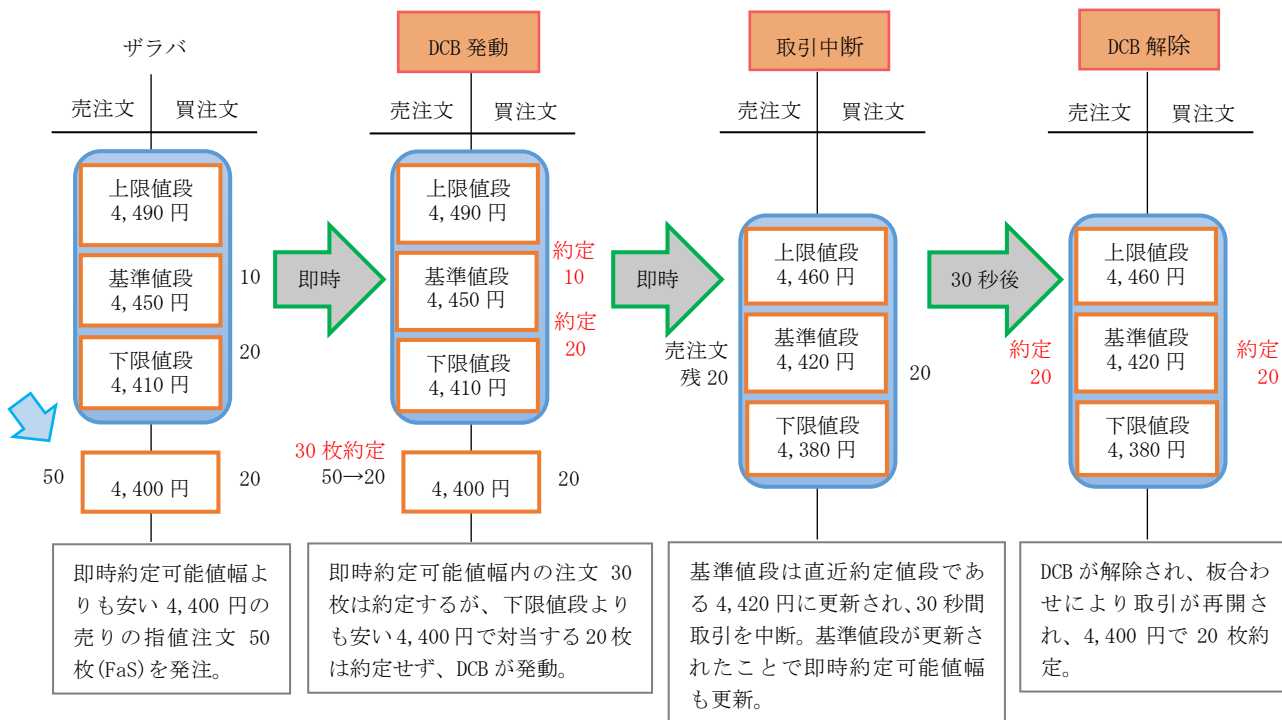 ザラバ
売注文 買注文
上限値段
4,490 円
基準値段
4,450 円
10
下限値段
4,410 円
20
50
4,400 円
20
即時約定可能値幅よ
りも安い 4,400 円の
売りの指値注文 50
枚(FaS)を発注。
即時
DCB 発動
売注文 買注文
上限値段
4,490 円
基準値段
4,450 円
約定
10
下限値段
4,410 円
約定
20
30 枚約定
50→20
4,400 円
20
即時約定可能値幅内の注文 30
枚は約定するが、下限値段より
も安い 4,400 円で対当する 20 枚
は約定せず、DCB が発動。
即時
取引中断
売注文 買注文
上限値段
4,460 円
売注文
残 20
基準値段
4,420 円
20
下限値段
4,380 円
基準値段は直近約定値段であ
る 4,420 円に更新され、30 秒間
取引を中断。基準値段が更新さ
れたことで即時約定可能値幅
も更新。
30 秒後
DCB 解除
売注文 買注文
上限値段
4,460 円
約定
20
基準値段
4,420 円
約定
20
下限値段
4,380 円
DCB が解除され、板合わ
せにより取引が再開さ
れ、4,400 円で 20 枚約
定。